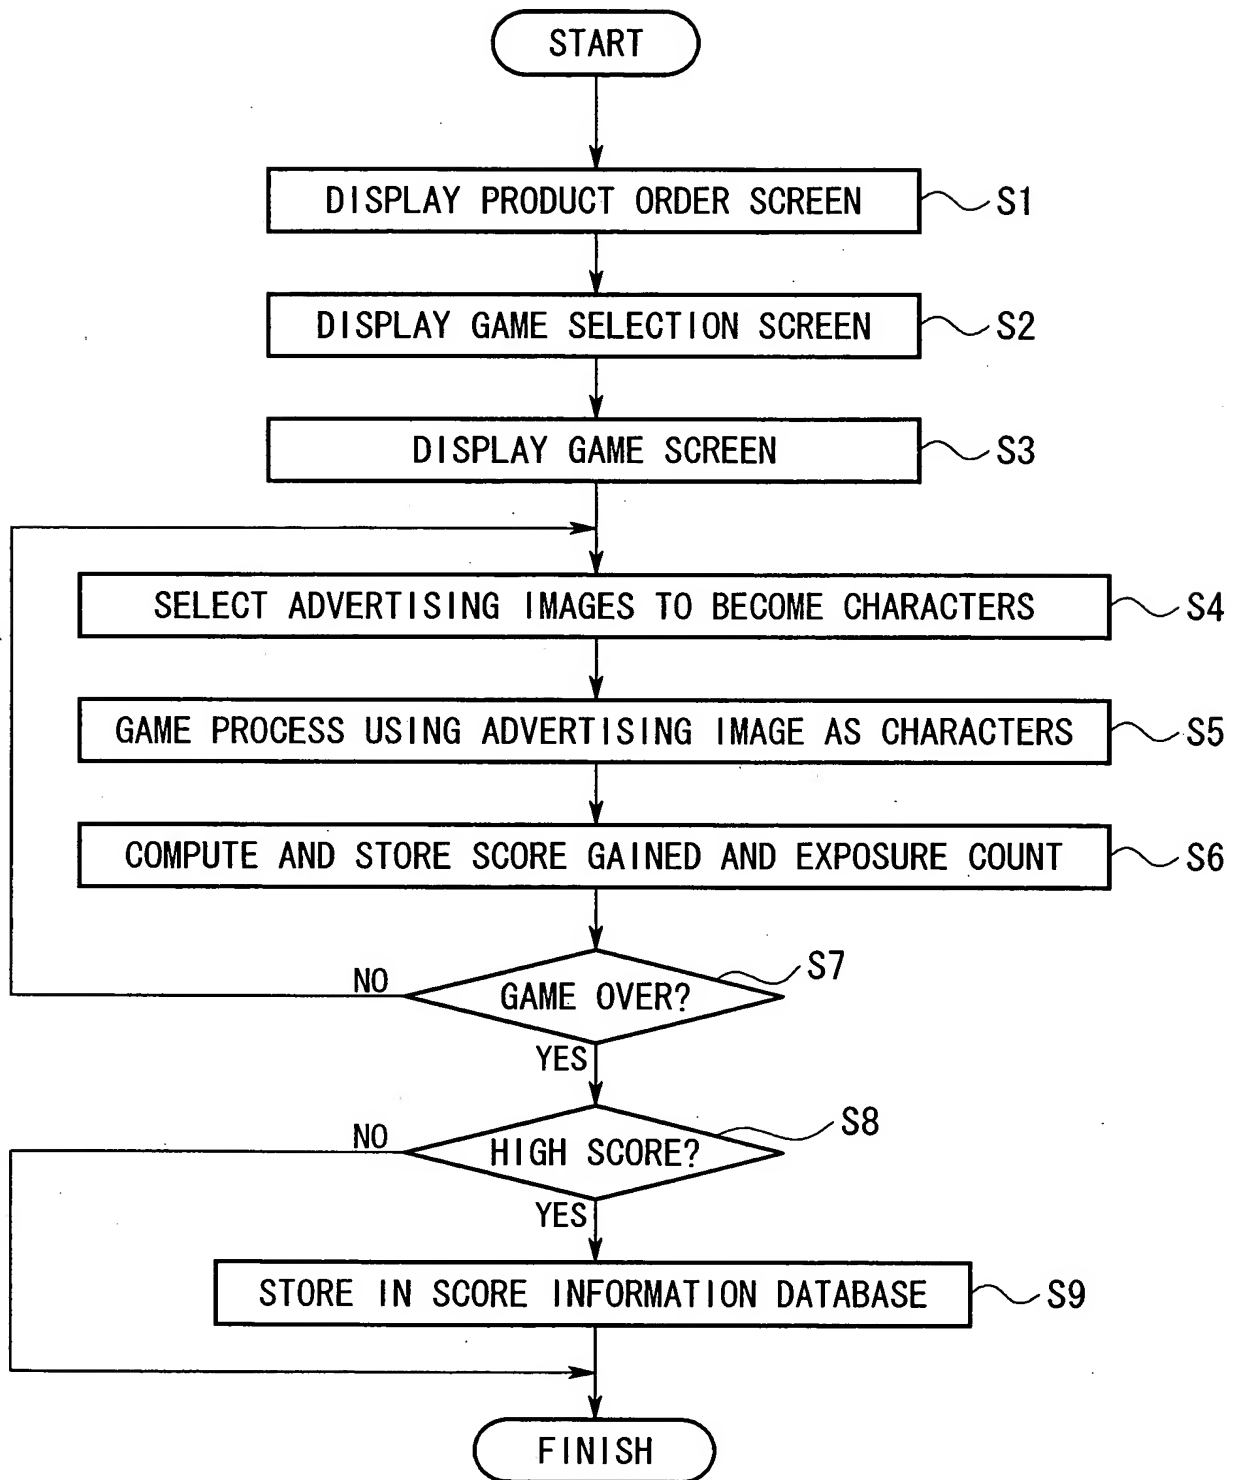 START
DISPLAY PRODUCT ORDER SCREEN S1
DISPLAY GAME SELECTION SCREEN S2
DISPLAY GAME SCREEN S3
SELECT ADVERTISING IMAGES TO BECOME CHARACTERS S4
GAME PROCESS USING ADVERTISING IMAGE AS CHARACTERS S5
COMPUTE AND STORE SCORE GAINED AND EXPOSURE COUNT S6
S7
NO
GAME OVER?
YES
S8
NO
HIGH SCORE?
YES
STORE IN SCORE INFORMATION DATABASE S9
FINISH